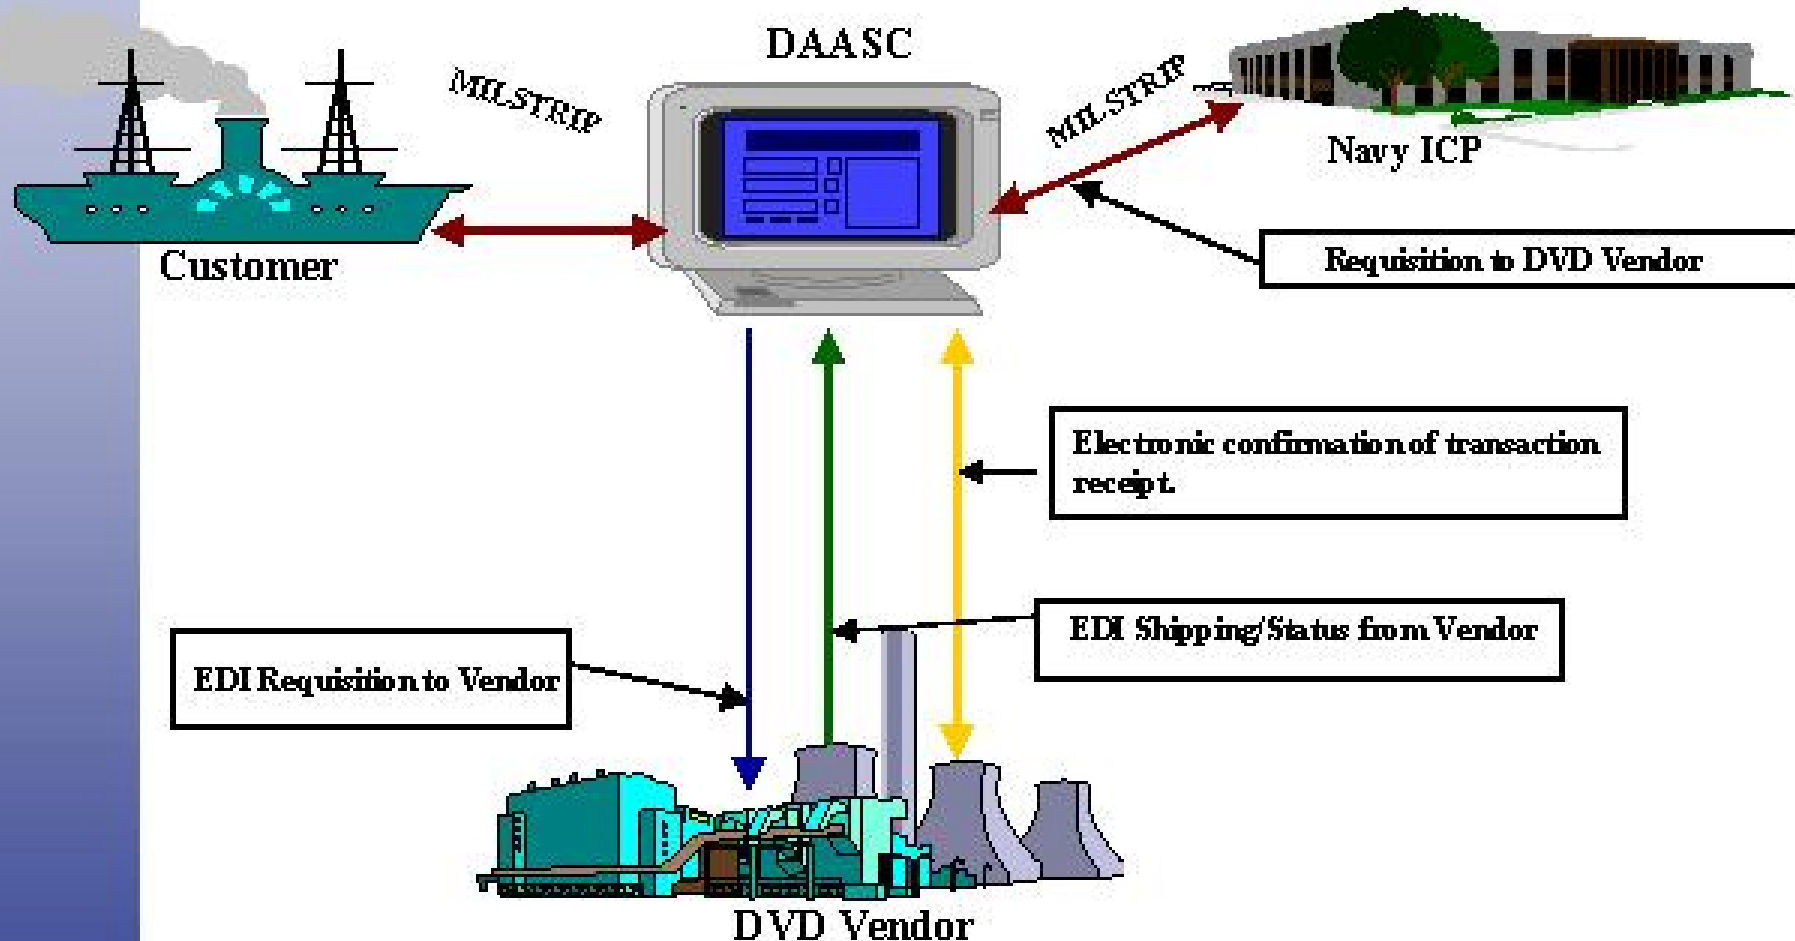 DAASC
MILSTRIP
MILSTRIP
Navy ICP
Customer
Requisition to DVD Vendor
Electronic confirmation of transaction
receipt.
EDI Shipping/Status from Vendor
EDI Requisition to Vendor
DVD Vendor